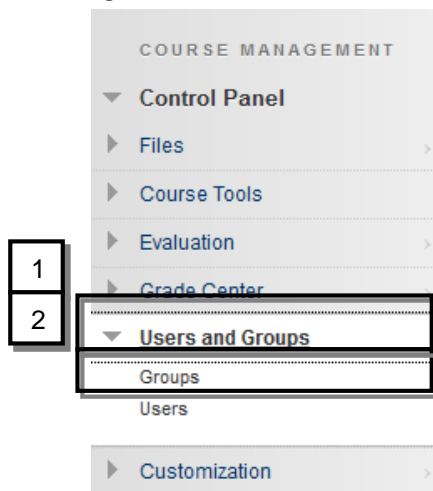 COURSE MANAGEMENT
Control Panel
Files
Course Tools
Evaluation
1
Grade Center
2
Users and Groups
Groups
Users
Customization